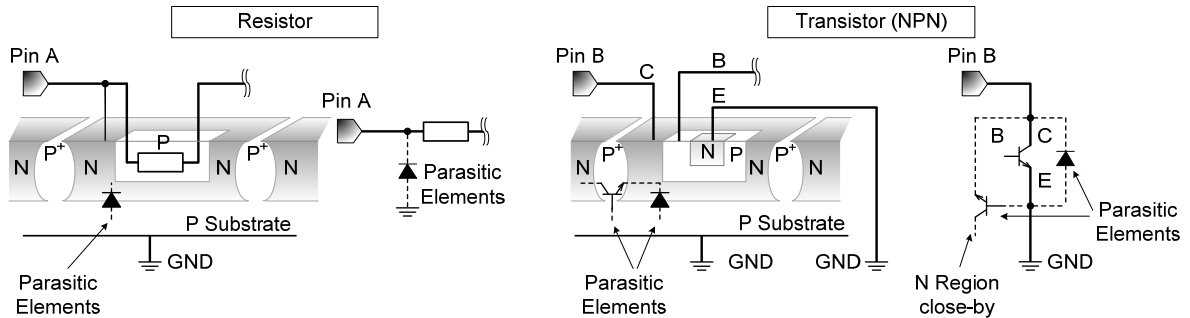 Resistor
Transistor (NPN)
Pin A
Pin B
C
B
E
Pin B
Pin A
P
N
P+
N
N
P+
N
Parasitic
Elements
P Substrate
GND
Parasitic
Elements
N
P+
N
N
P
N
P+
N
P Substrate
GND
GND
Parasitic
Elements
B
C
E
Parasitic
Elements
GND
N Region
close-by